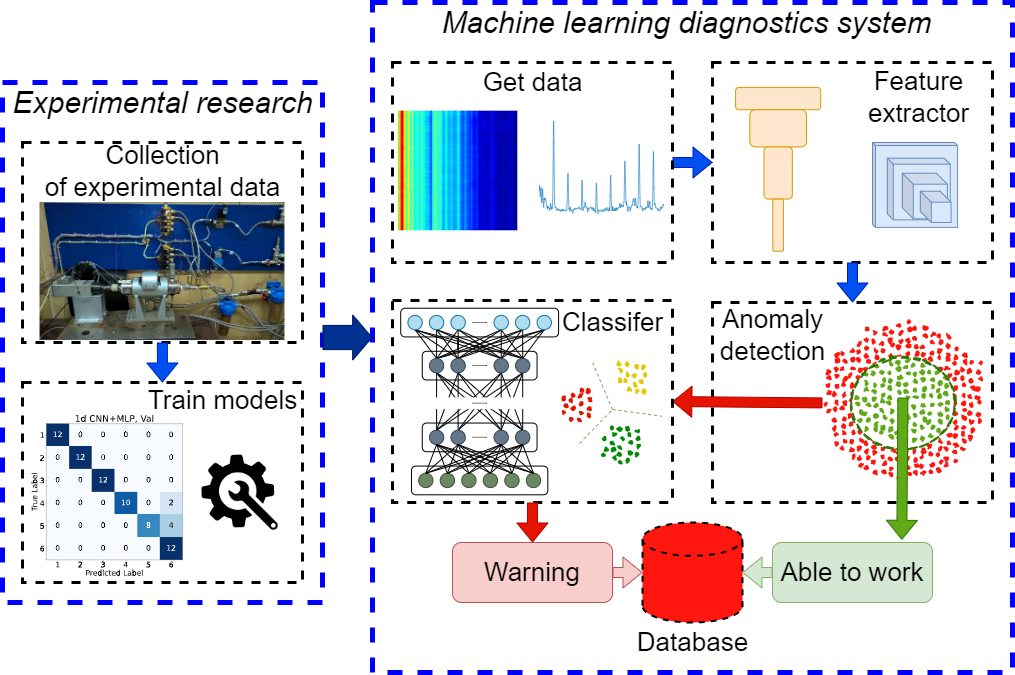 Machine learning diagnostics system
Experimental research
Collection
of experimental data
Train models
1d CNN+MLP, Val
True Label
1 12 0 0 0 0 0
2 0 12 0 0 0 0
3 0 0 12 0 0 0
4 0 0 0 10 0 2
5 0 0 0 0 8 4
6 0 0 0 0 0 12
1 2 3 4 5 6
Predicted Label
Get data
Feature
extractor
Classifer
Anomaly
detection
Warning
Able to work
Database